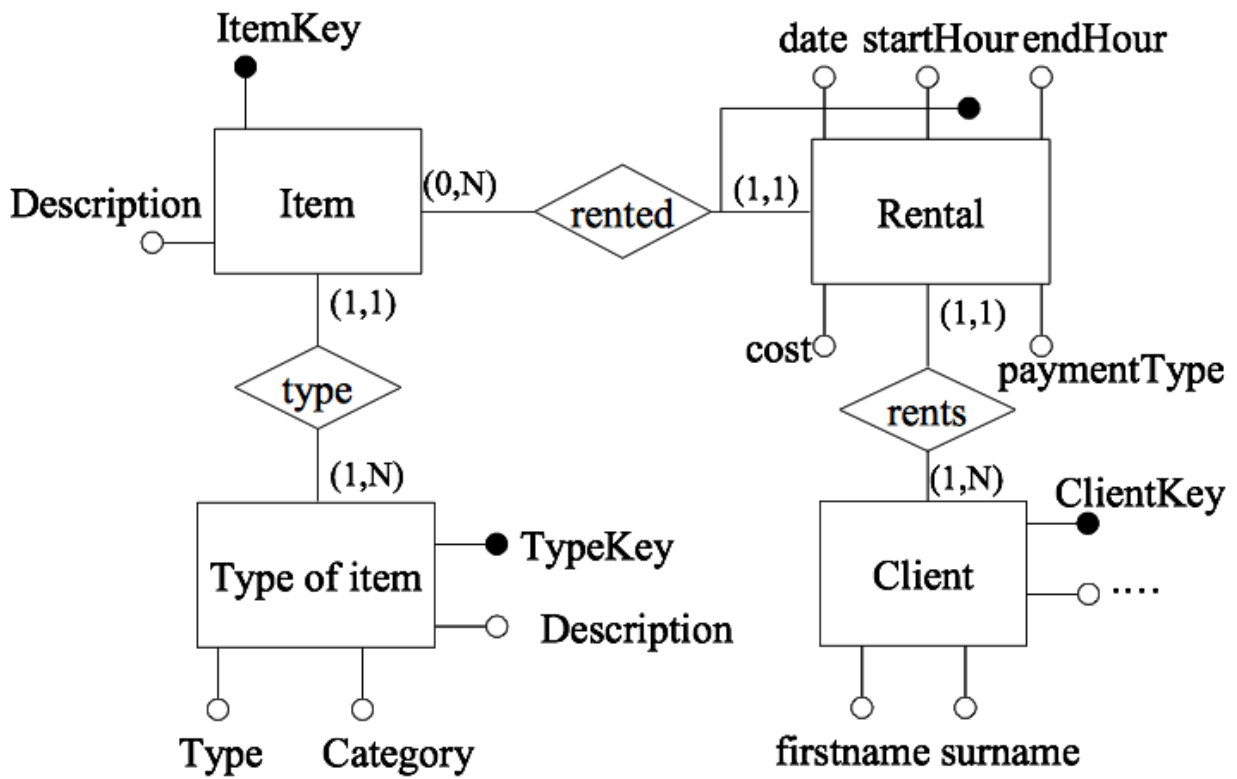 ItemKey
date startHour endHour
Description
Item
(0,N)
rented
(1,1)
Rental
(1,1)
(1,1)
cost
paymentType
type
rents
(1,N)
(1,N)
ClientKey
Type of item
TypeKey
Client
....
Description
Type
Category
firstname surname